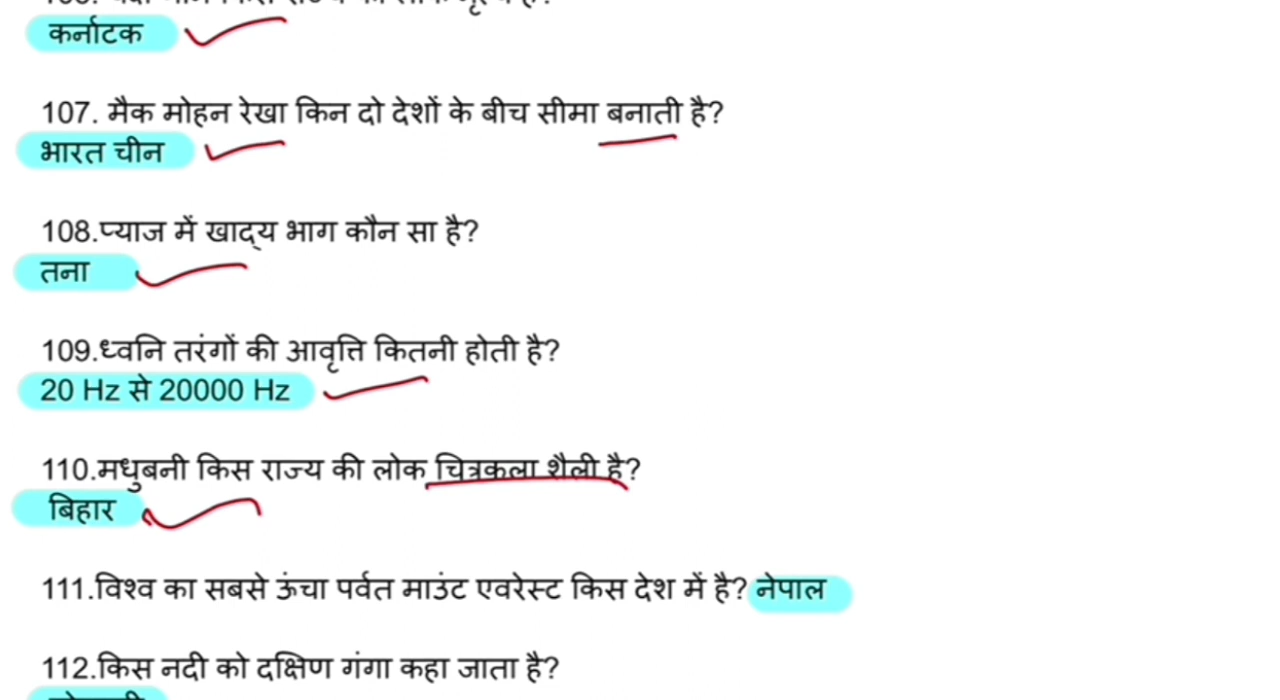 कर्नाटक
107. मैक मोहन रेखा किन दो देशों के बीच सीमा बनाती है?
भारत चीन
108.प्याज में खाद्य भाग कौन सा है?
तना
109.ध्वनि तरंगों की आवृत्ति कितनी होती है?
20 Hz से 20000 Hz
110.मधुबनी किस राज्य की लोक चित्रकला शैली है?
बिहार
111.विश्व का सबसे ऊंचा पर्वत माउंट एवरेस्ट किस देश में है? नेपाल
112.किस नदी को दक्षिण गंगा कहा जाता है?